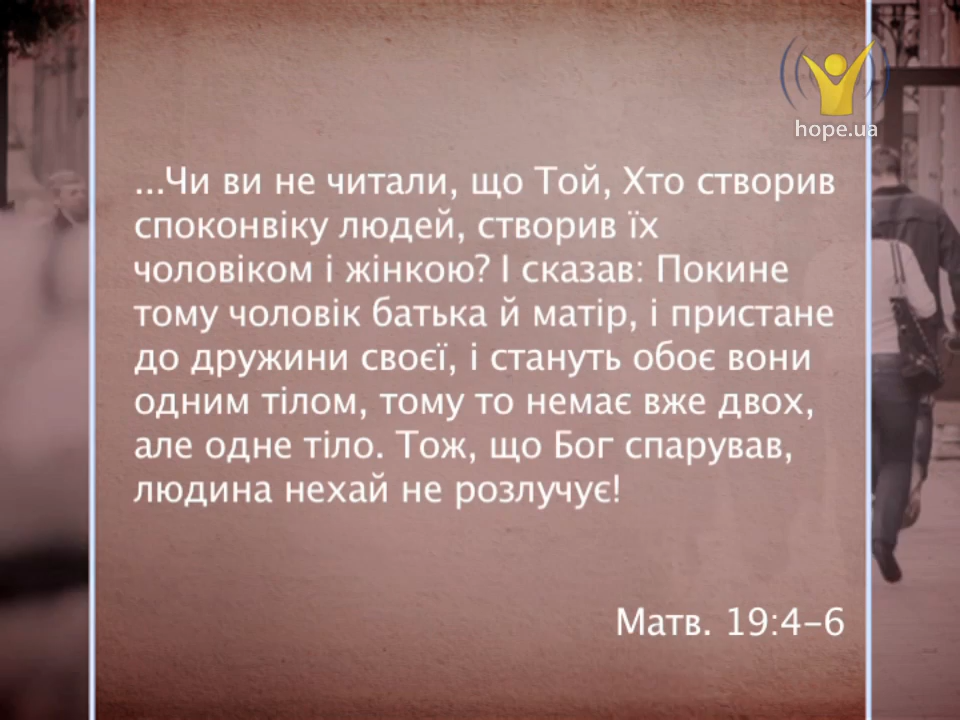 hope.ua
...Чи ви не читали, що Той, Хто створив
споконвіку людей, створив їх
чоловіком і жінкою? І сказав: Покине
тому чоловік батька й матір, і пристане
до дружини своєї, і стануть обоє вони
одним тілом, тому то немає вже двох,
але одне тіло. Тож, що Бог спарував,
людина нехай не розлучує!
Матв. 19:4-6